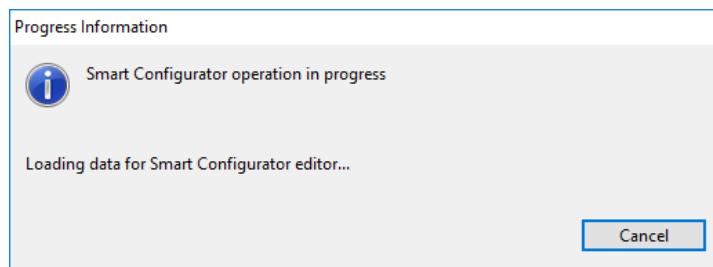 Progress Information
Smart Configurator operation in progress
Loading data for Smart Configurator editor...
Cancel